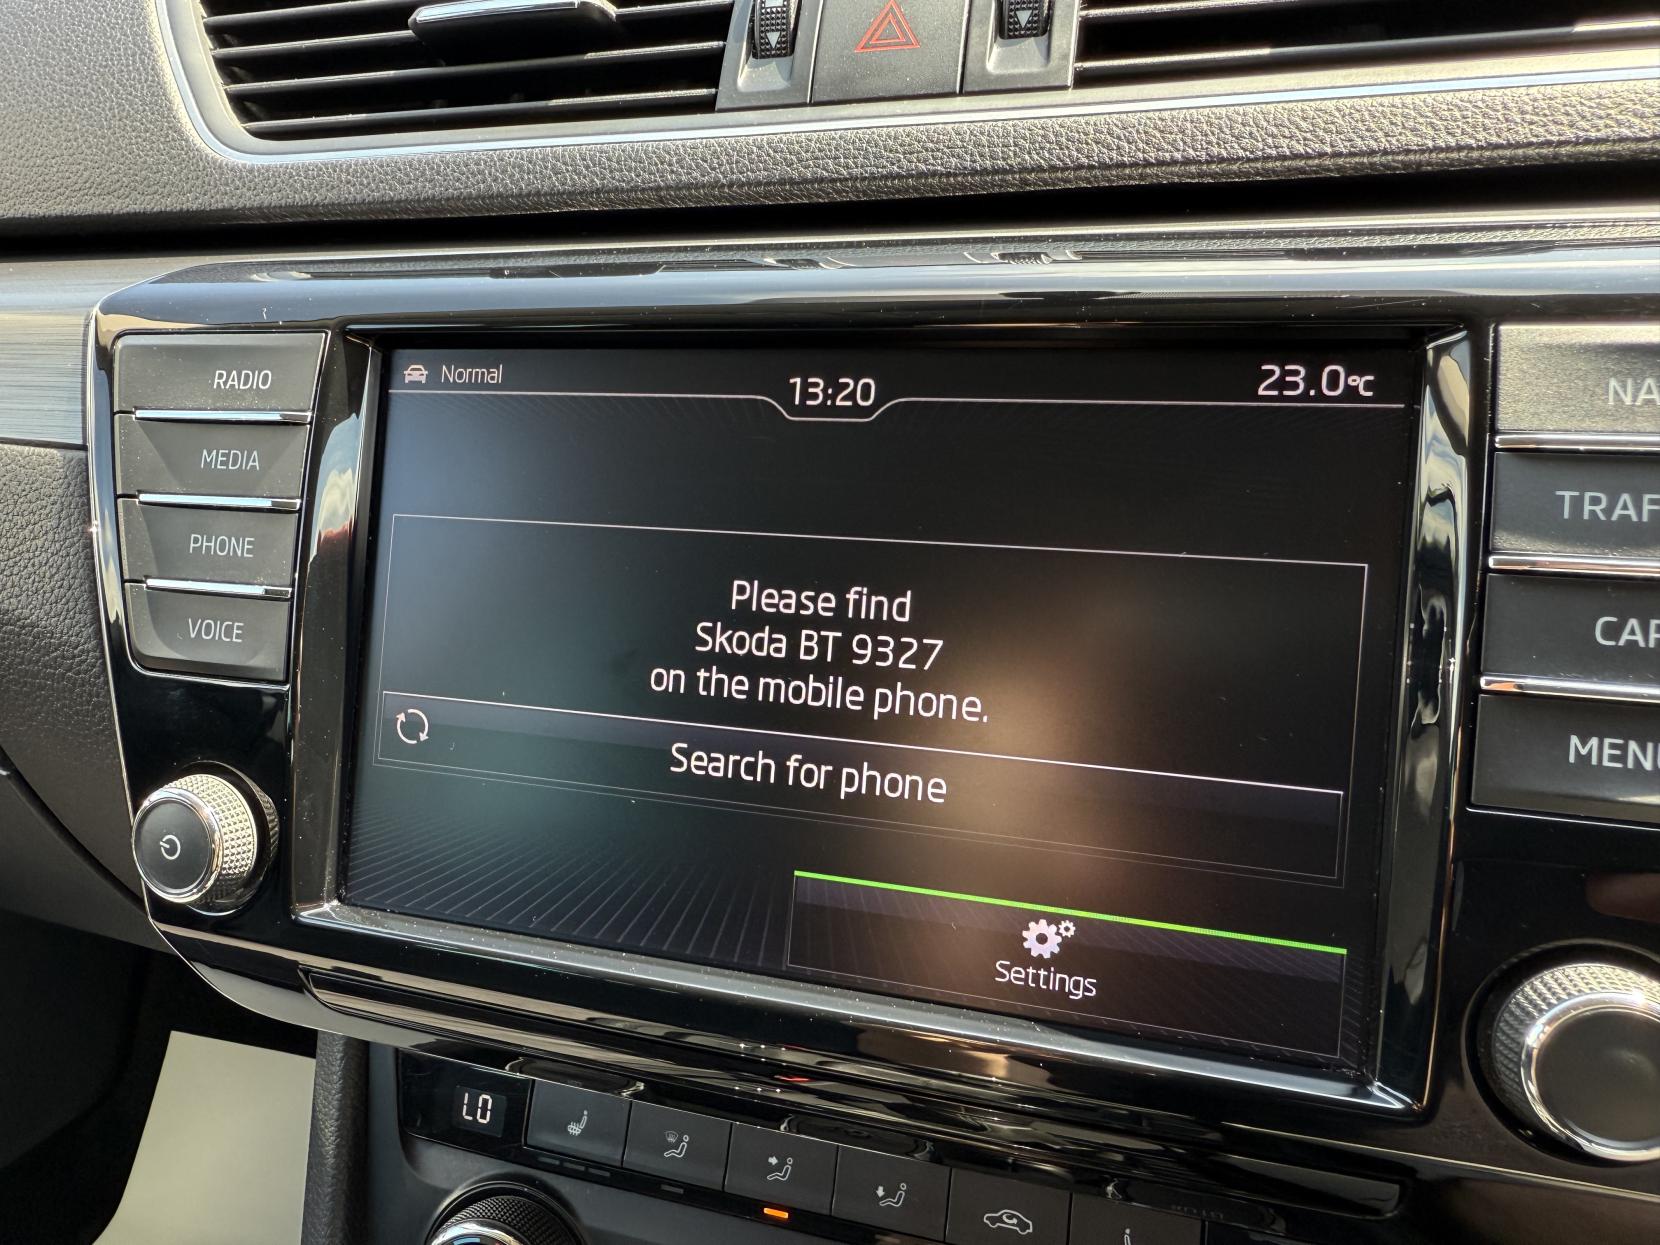 Normal
13:20
23.0°C
RADIO
MEDIA
PHONE
VOICE
Please find
Skoda BT 9327
on the mobile phone.
Search for phone
Settings
MENU
LO